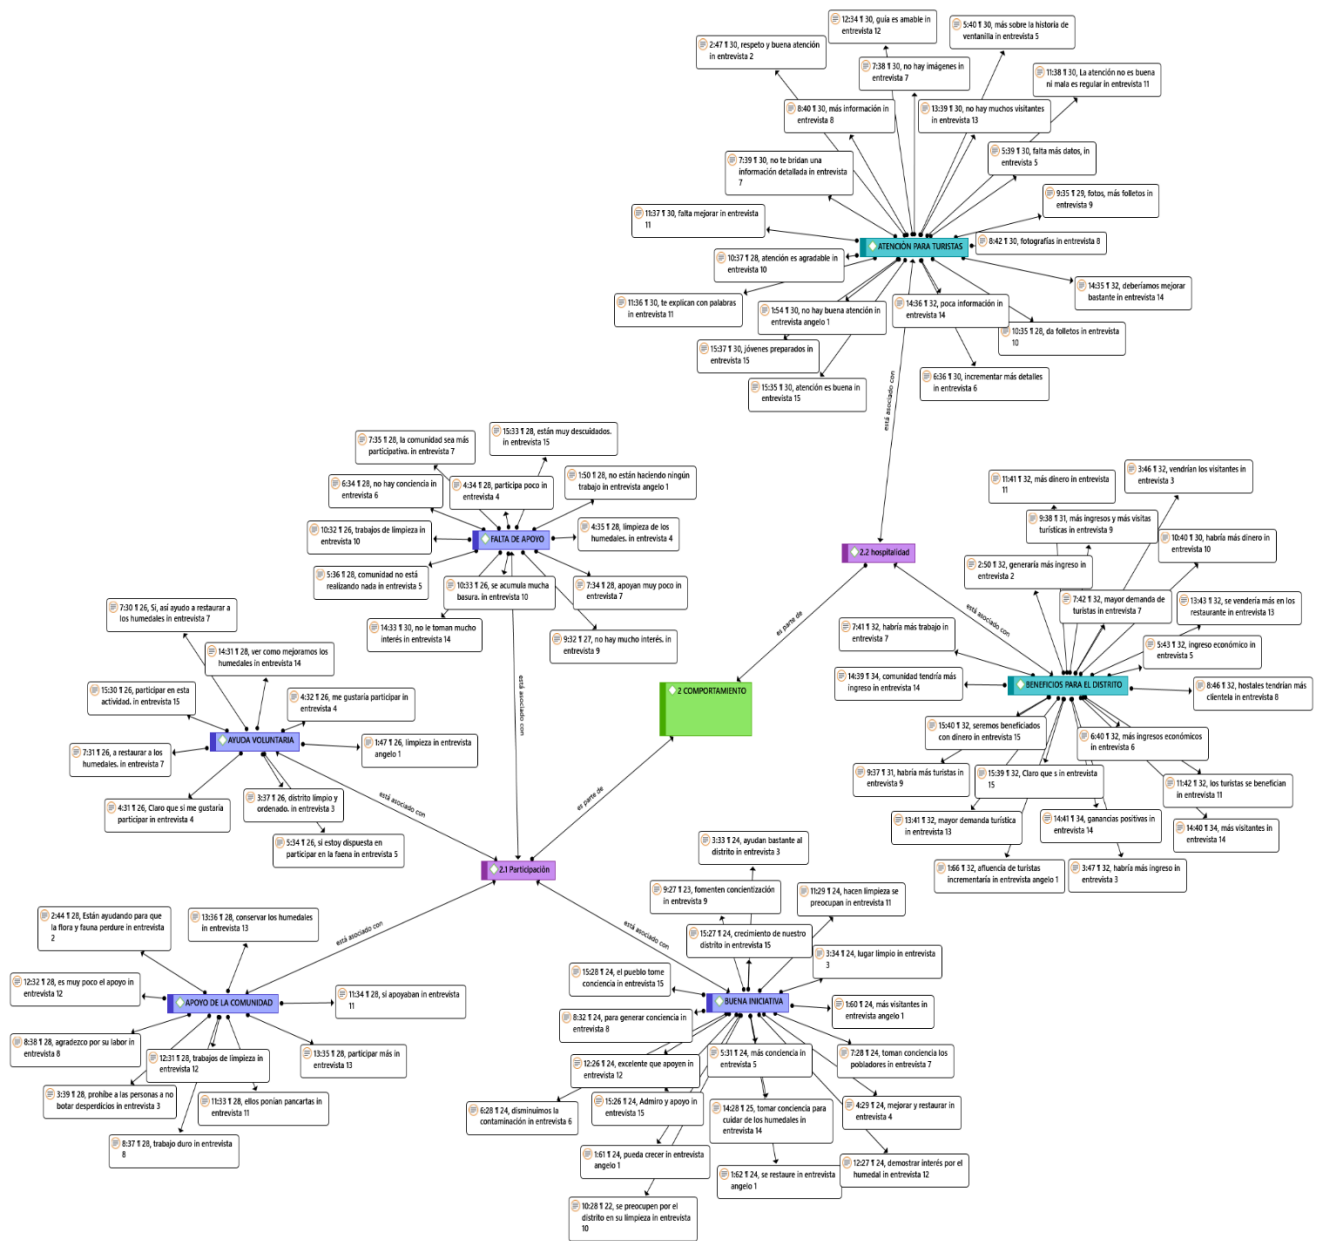 12:34 ¶ 30, guía es amable in
entrevista 12
5:40 ¶ 30, más sobre la historia de
ventanilla in entrevista 5
2:47 ¶ 30, respeto y buena atención
in entrevista 2
7:38 ¶ 30, no hay imágenes in
entrevista 7
11:38 ¶ 30, La atención no es buena
ni mala es regular in entrevista 11
8:40 ¶ 30, más información in
entrevista 8
13:39 ¶ 30, no hay muchos visitantes
in entrevista 13
7:39 ¶ 30, no te bridan una
información detallada in entrevista
7
5:39 ¶ 30, falta más datos, in
entrevista 5
9:35 ¶ 29, fotos, más folletos in
entrevista 9
11:37 ¶ 30, falta mejorar in entrevista
11
ATENCIÓN PARA TURISTAS
8:42 ¶ 30, fotografías in entrevista 8
10:37 ¶ 28, atención es agradable in
entrevista 10
14:35 ¶ 32, deberíamos mejorar
bastante in entrevista 14
11:36 ¶ 30, te explican con palabras
in entrevista 11
1:54 ¶ 30, no hay buena atención in
entrevista angelo 1
14:36 ¶ 32, poca información in
entrevista 14
10:35 ¶ 28, da folletos in entrevista
10
15:37 ¶ 30, jóvenes preparados in
entrevista 15
15:35 ¶ 30, atención es buena in
entrevista 15
6:36 ¶ 30, incrementar más detalles
in entrevista 6
está asociado con
7:35 ¶ 28, la comunidad sea más
participativa. in entrevista 7
15:33 ¶ 28, están muy descuidados.
in entrevista 15
6:34 ¶ 28, no hay conciencia in
entrevista 6
4:34 ¶ 28, participa poco in
entrevista 4
1:50 ¶ 28, no están haciendo ningún
trabajo in entrevista angelo 1
10:32 ¶ 26, trabajos de limpieza in
entrevista 10
FALTA DE APOYO
4:35 ¶ 28, limpieza de los
humedales. in entrevista 4
5:36 ¶ 28, comunidad no está
realizando nada in entrevista 5
10:33 ¶ 26, se acumula mucha
basura. in entrevista 10
7:34 ¶ 28, apoyan muy poco in
entrevista 7
14:33 ¶ 30, no le toman mucho
interés in entrevista 14
9:32 ¶ 27, no hay mucho interés. in
entrevista 9
está asociado con
2.2 hospitalidad
es parte de
está asociado con
11:41 ¶ 32, más dinero in entrevista
11
3:46 ¶ 32, vendrían los visitantes in
entrevista 3
9:38 ¶ 31, más ingresos y más visitas
turísticas in entrevista 9
10:40 ¶ 30, habría más dinero in
entrevista 10
2:50 ¶ 32, generaría más ingreso in
entrevista 2
7:42 ¶ 32, mayor demanda de
turistas in entrevista 7
13:43 ¶ 32, se vendería más en los
restaurante in entrevista 13
7:41 ¶ 32, habría más trabajo in
entrevista 7
5:43 ¶ 32, ingreso económico in
entrevista 5
14:39 ¶ 34, comunidad tendría más
ingreso in entrevista 14
BENEFICIOS PARA EL DISTRITO
8:46 ¶ 32, hostales tendrían más
clientela in entrevista 8
15:40 ¶ 32, seremos beneficiados
con dinero in entrevista 15
6:40 ¶ 32, más ingresos económicos
in entrevista 6
9:37 ¶ 31, habría más turistas in
entrevista 9
15:39 ¶ 32, Claro que s in entrevista
15
11:42 ¶ 32, los turistas se benefician
in entrevista 11
13:41 ¶ 32, mayor demanda turística
in entrevista 13
14:41 ¶ 34, ganancias positivas in
entrevista 14
14:40 ¶ 34, más visitantes in
entrevista 14
1:66 ¶ 32, afluencia de turistas
incrementaría in entrevista angelo 1
3:47 ¶ 32, habría más ingreso in
entrevista 3
2 COMPORTAMIENTO
es parte de
7:30 ¶ 26, Si, así ayudo a restaurar a
los humedales in entrevista 7
14:31 ¶ 28, ver como mejoramos los
humedales in entrevista 14
15:30 ¶ 26, participar en esta
actividad. in entrevista 15
4:32 ¶ 26, me gustaría participar in
entrevista 4
AYUDA VOLUNTARIA
7:31 ¶ 26, a restaurar a los
humedales. in entrevista 7
1:47 ¶ 26, limpieza in entrevista
angelo 1
4:31 ¶ 26, Claro que si me gustaría
participar in entrevista 4
3:37 ¶ 26, distrito limpio y
ordenado. in entrevista 3
5:34 ¶ 26, si estoy dispuesta en
participar en la faena in entrevista 5
está asociado con
2.1 Participación
está asociado con
está asociado con
2:44 ¶ 28, Están ayudando para que
la flora y fauna perdure in entrevista
2
13:36 ¶ 28, conservar los humedales
in entrevista 13
12:32 ¶ 28, es muy poco el apoyo in
entrevista 12
APOYO DE LA COMUNIDAD
11:34 ¶ 28, si apoyaban in entrevista
11
8:38 ¶ 28, agradezco por su labor in
entrevista 8
12:31 ¶ 28, trabajos de limpieza in
entrevista 12
13:35 ¶ 28, participar más in
entrevista 13
3:39 ¶ 28, prohíbe a las personas a no
botar desperdicios in entrevista 3
11:33 ¶ 28, ellos ponían pancartas in
entrevista 11
8:37 ¶ 28, trabajo duro in entrevista
8
3:33 ¶ 24, ayudan bastante al
distrito in entrevista 3
9:27 ¶ 23, fomenten concientización
in entrevista 9
11:29 ¶ 24, hacen limpieza se
preocupan in entrevista 11
15:27 ¶ 24, crecimiento de nuestro
distrito in entrevista 15
3:34 ¶ 24, lugar limpio in entrevista
3
15:28 ¶ 24, el pueblo tome
conciencia in entrevista 15
BUENA INICIATIVA
1:60 ¶ 24, más visitantes in
entrevista angelo 1
8:32 ¶ 24, para generar conciencia in
entrevista 8
12:26 ¶ 24, excelente que apoyen in
entrevista 12
5:31 ¶ 24, más conciencia in
entrevista 5
7:28 ¶ 24, toman conciencia los
pobladores in entrevista 7
6:28 ¶ 24, disminuimos la
contaminación in entrevista 6
15:26 ¶ 24, Admiro y apoyo in
entrevista 15
14:28 ¶ 25, tomar conciencia para
cuidar de los humedales in
entrevista 14
4:29 ¶ 24, mejorar y restaurar in
entrevista 4
1:61 ¶ 24, pueda crecer in entrevista
angelo 1
1:62 ¶ 24, se restaure in entrevista
angelo 1
12:27 ¶ 24, demostrar interés por el
humedal in entrevista 12
10:28 ¶ 22, se preocupen por el
distrito en su limpieza in entrevista
10